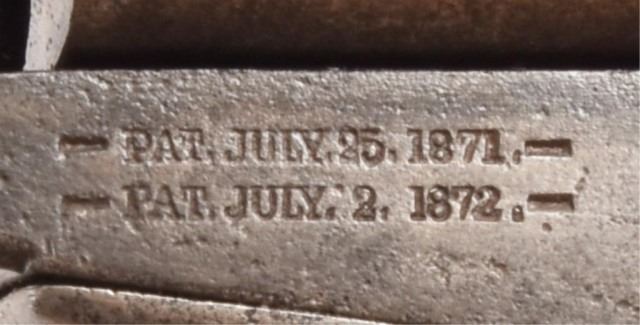 — PAT. JULY. 25. 1871. —
— PAT. JULY. 2. 1872. —